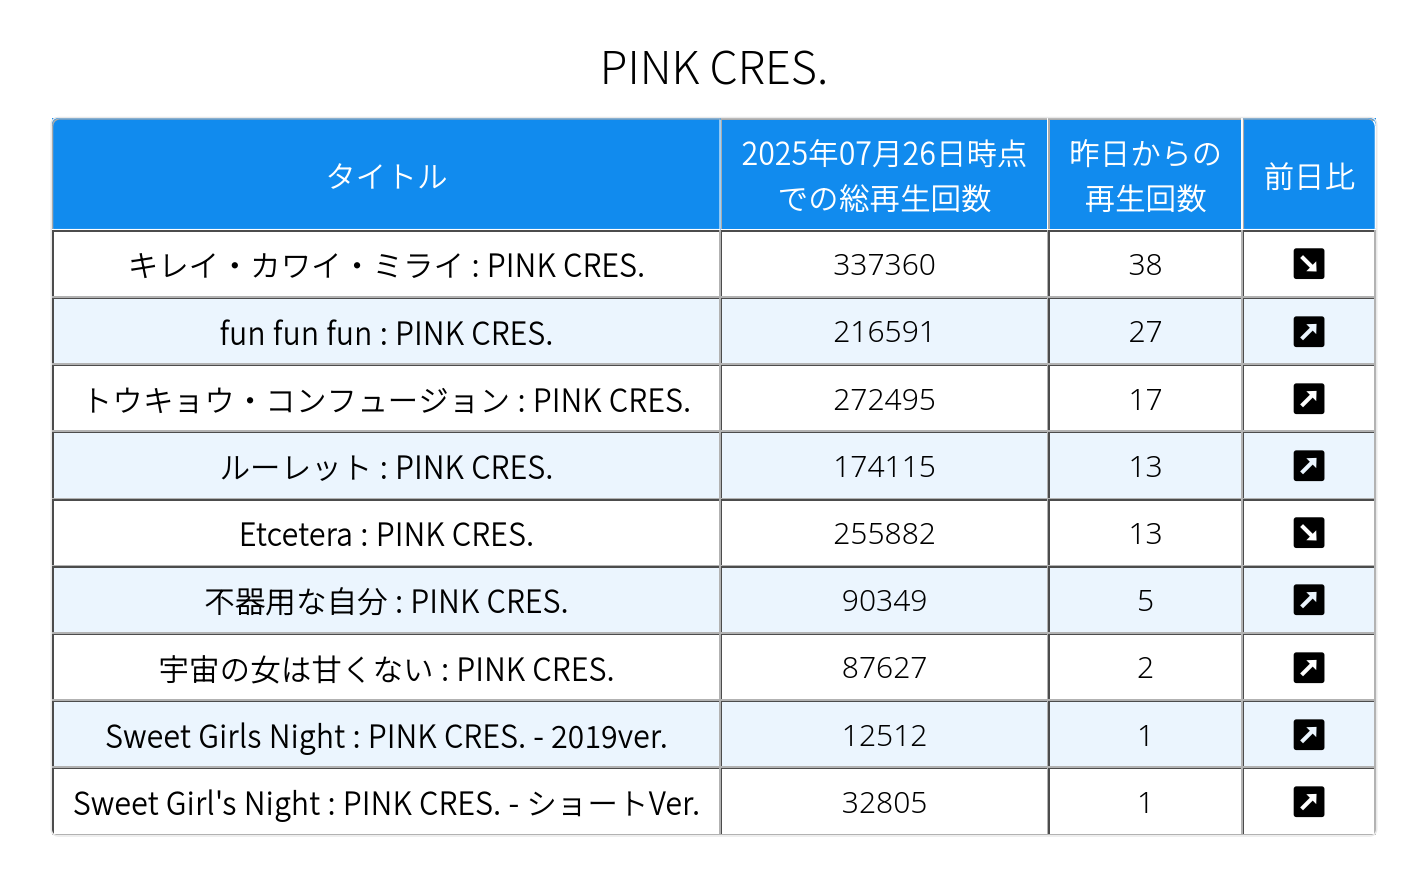 PINK CRES.
タイトル
2025年07月26日時点
での総再生回数
昨日からの
再生回数
前日比
キレイ・カワイ・ミライ : PINK CRES. 337360 38
fun fun fun : PINK CRES. 216591 27
トウキョウ・コンフュージョン : PINK CRES. 272495 17
ルーレット : PINK CRES. 174115 13
Etcetera : PINK CRES. 255882 13
不器用な自分 : PINK CRES. 90349 5
宇宙の女は甘くない : PINK CRES. 87627 2
Sweet Girls Night : PINK CRES. - 2019ver. 12512 1
Sweet Girl's Night : PINK CRES. - ショートVer. 32805 1